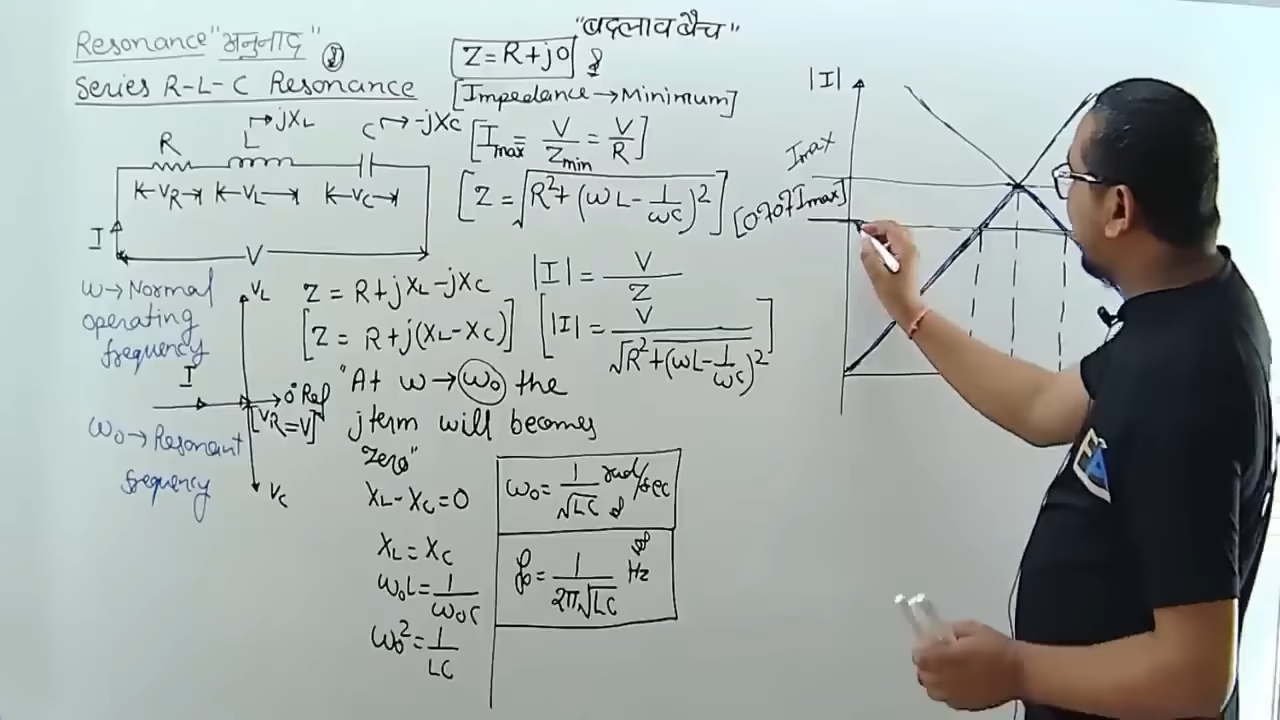 "बदलाव बैच"
Resonance "अनुनाद"
Series R-L-C Resonance
R
L → jXL
C → -jXC
VR
VL
VC
I
V
Z = R + j0
[Impedance → Minimum]
[Imax = V/Zmin = V/R]
[Z = √(R² + (ωL - 1/ωC)²)]
ω → Normal
operating
frequency
VL
I
0° Ref
[VR = V]
VC
ω0 → Resonant
frequency
Z = R + jXL - jXC
[Z = R + j(XL - XC)]
|I| = V/Z
[|I| = V/√(R² + (ωL - 1/ωC)²)]
"At ω → ω0 the
j term will becomes
zero"
XL - XC = 0
XL = XC
ω0L = 1/ω0C
ω0² = 1/LC
ω0 = 1/√LC rad/sec
f0 = 1/2π√LC Hz
|I|
Imax
[0.707 Imax]